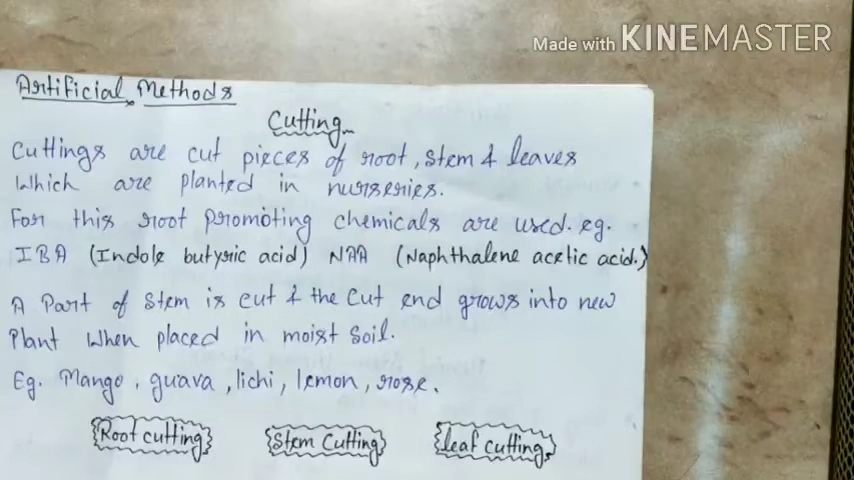 Made with KINEMASTER
Artificial Methods
Cutting
Cuttings are cut pieces of root, stem & leaves
Which are planted in nurseries.
For this root promoting chemicals are used. eg.
IBA (Indole butyric acid) NAA (Naphthalene acetic acid.)
A Part of stem is cut & the cut end grows into new
Plant When placed in moist soil.
Eg. Mango, guava, lichi, lemon, rose.
Root cutting Stem Cutting leaf cutting